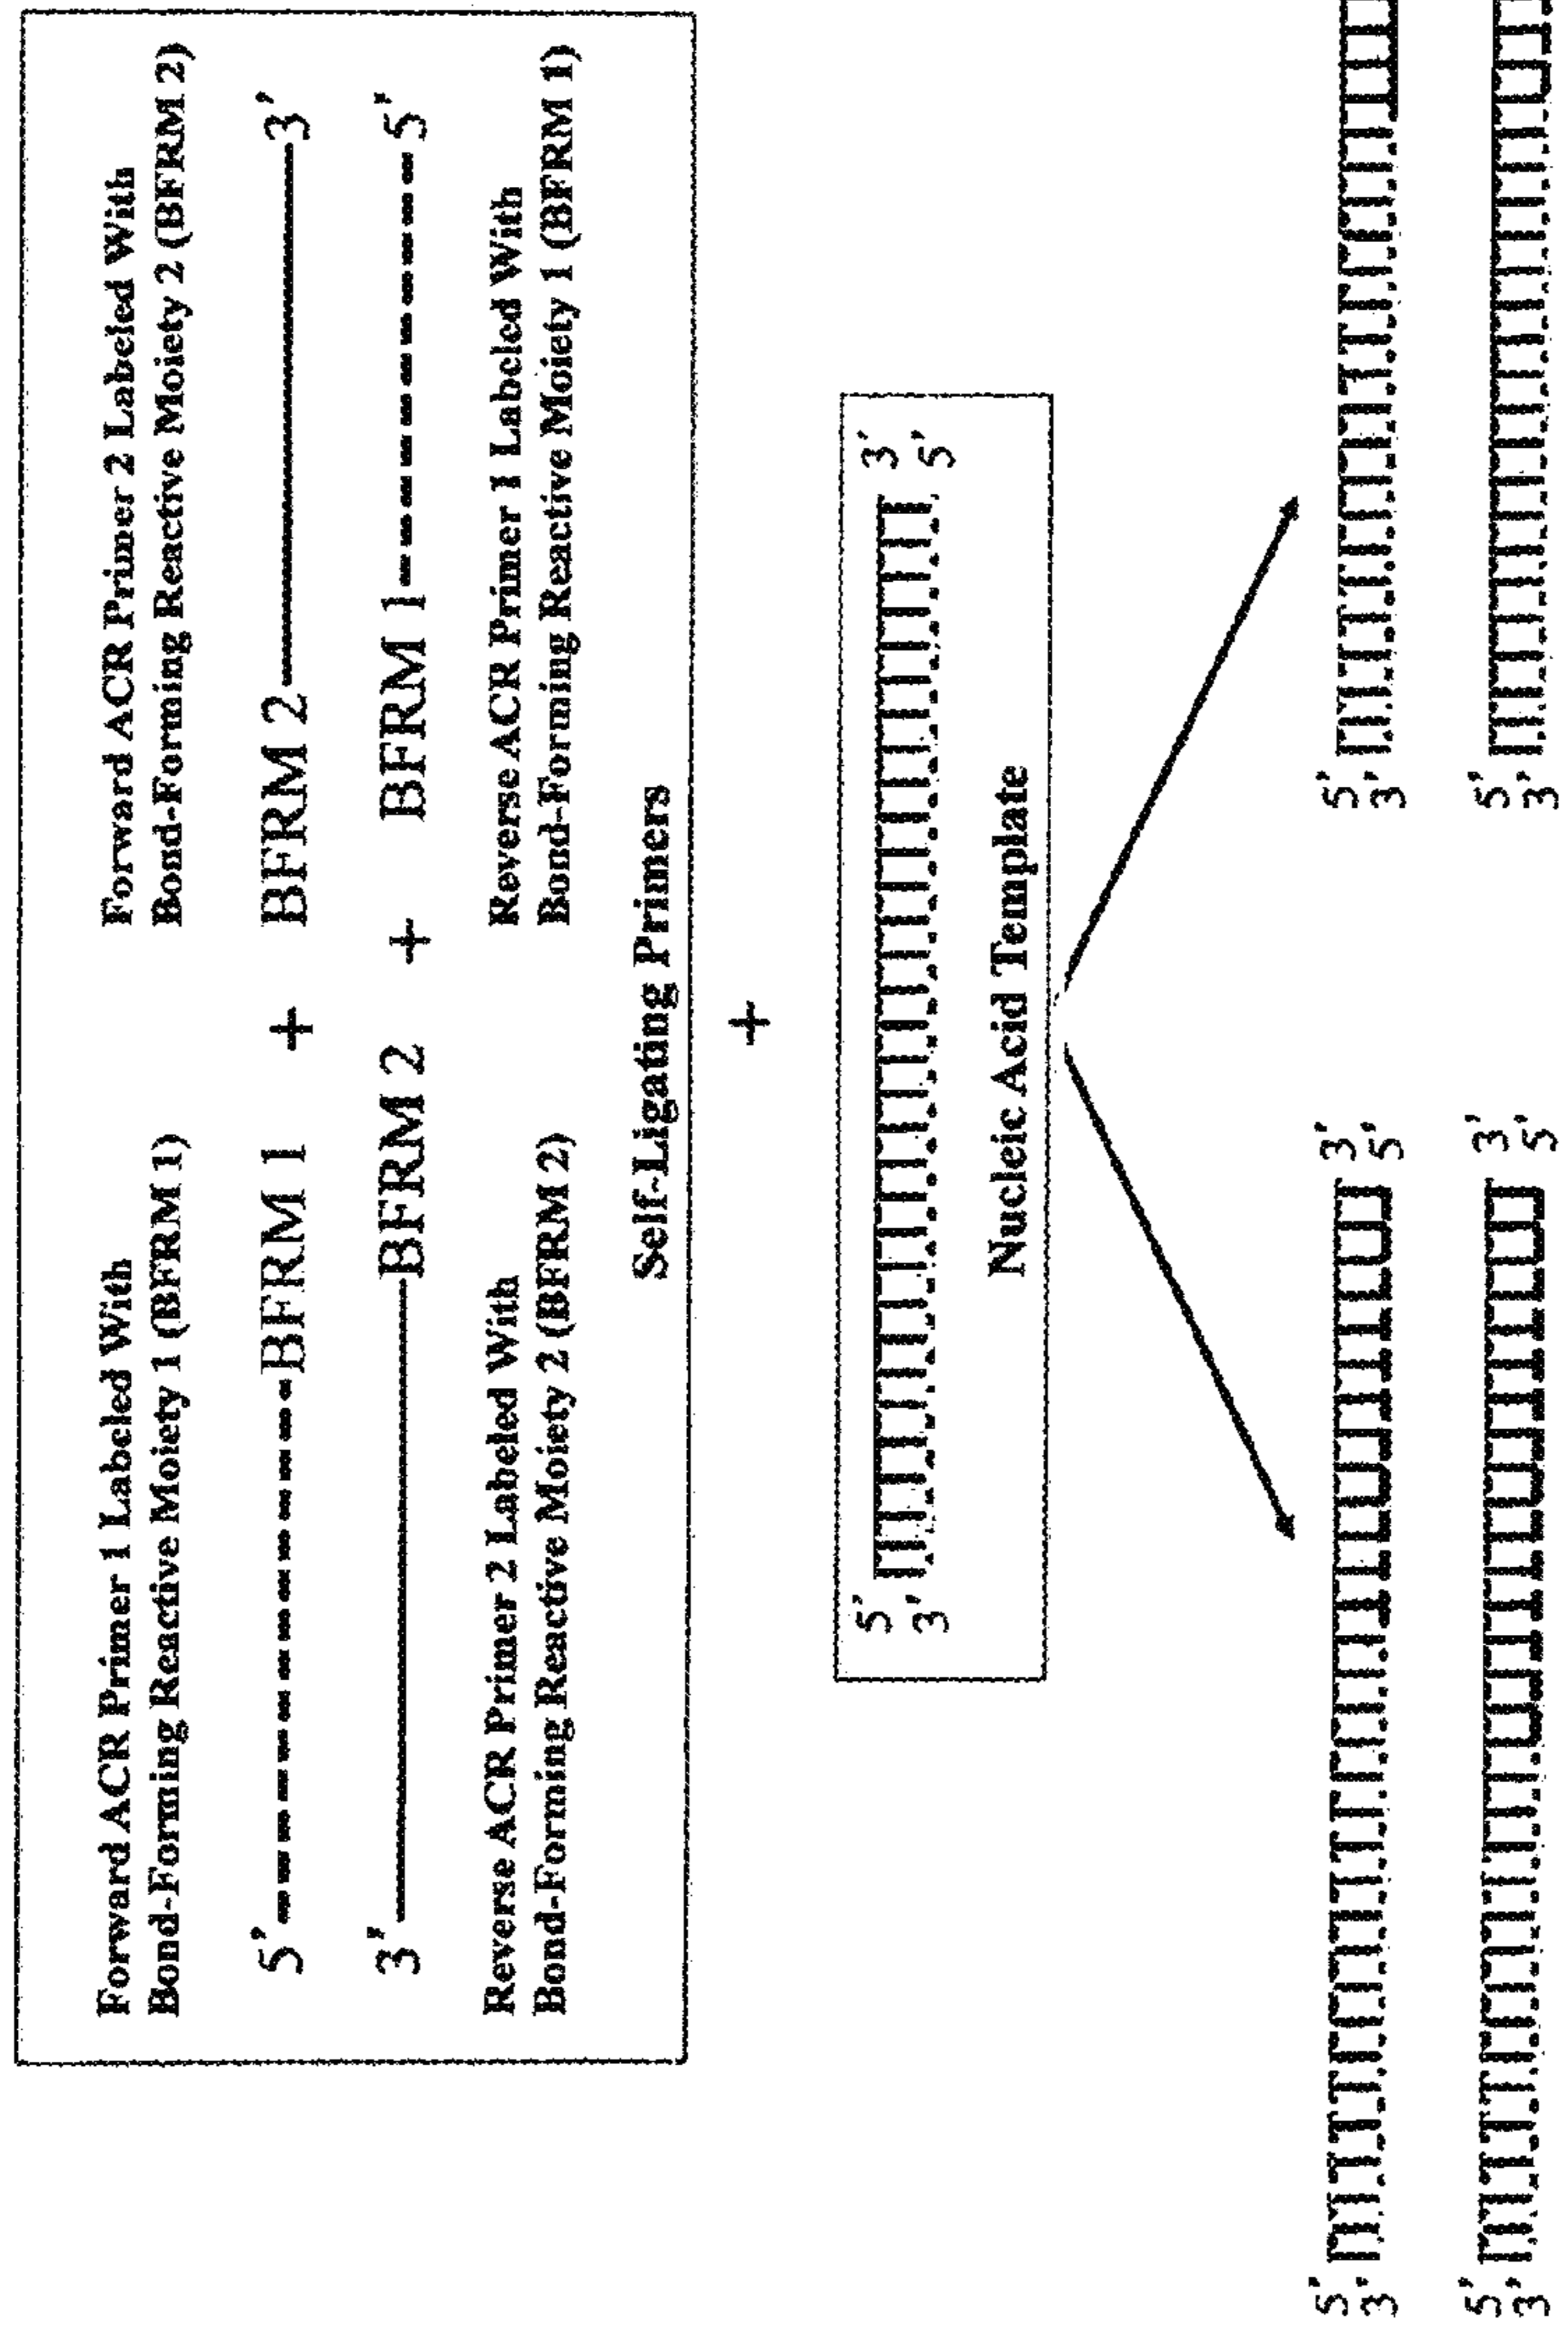 Forward ACR Primer 1 Labeled With
Bond-Forming Reactive Moiety 1 (BFRM 1)
Forward ACR Primer 2 Labeled With
Bond-Forming Reactive Moiety 2 (BFRM 2)
5' BFRM 1 + BFRM 2 3'
3' BFRM 2 + BFRM 1 5'
Reverse ACR Primer 2 Labeled With
Bond-Forming Reactive Moiety 2 (BFRM 2)
Reverse ACR Primer 1 Labeled With
Bond-Forming Reactive Moiety 1 (BFRM 1)
Self-Ligating Primers
+
5' 3'
3' 5'
Nucleic Acid Template
5' 3' 5'
3' 5' 3'
5' 3' 5'
3' 5' 3'